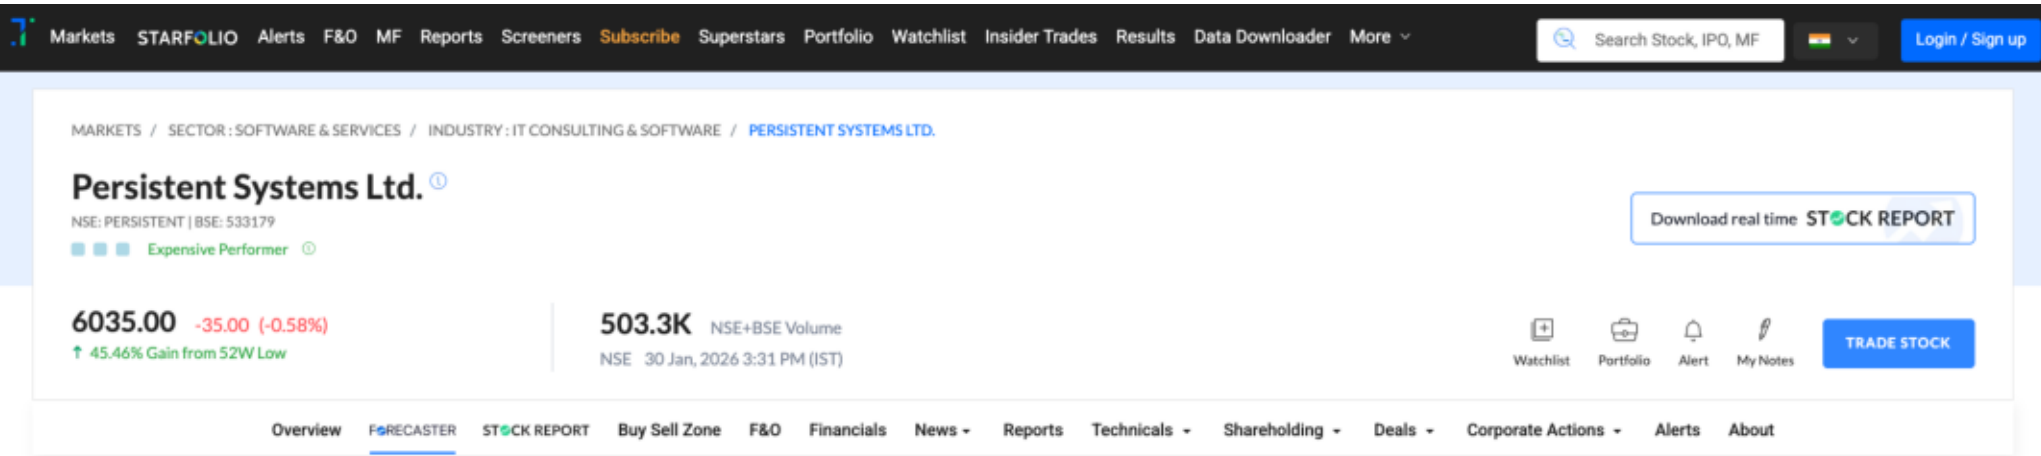 Markets STARFOLIO Alerts F&O MF Reports Screeners Subscribe Superstars Portfolio Watchlist Insider Trades Results Data Downloader More Search Stock, IPO, MF Login / Sign up
MARKETS / SECTOR : SOFTWARE & SERVICES / INDUSTRY : IT CONSULTING & SOFTWARE / PERSISTENT SYSTEMS LTD.
Persistent Systems Ltd.
NSE: PERSISTENT | BSE: 533179
Download real time STOCK REPORT
Expensive Performer
6035.00 -35.00 (-0.58%) 503.3K NSE+BSE Volume
45.46% Gain from 52W Low NSE 30 Jan, 2026 3:31 PM (IST)
Watchlist Portfolio Alert My Notes TRADE STOCK
Overview FORECASTER STOCK REPORT Buy Sell Zone F&O Financials News Reports Technicals Shareholding Deals Corporate Actions Alerts About